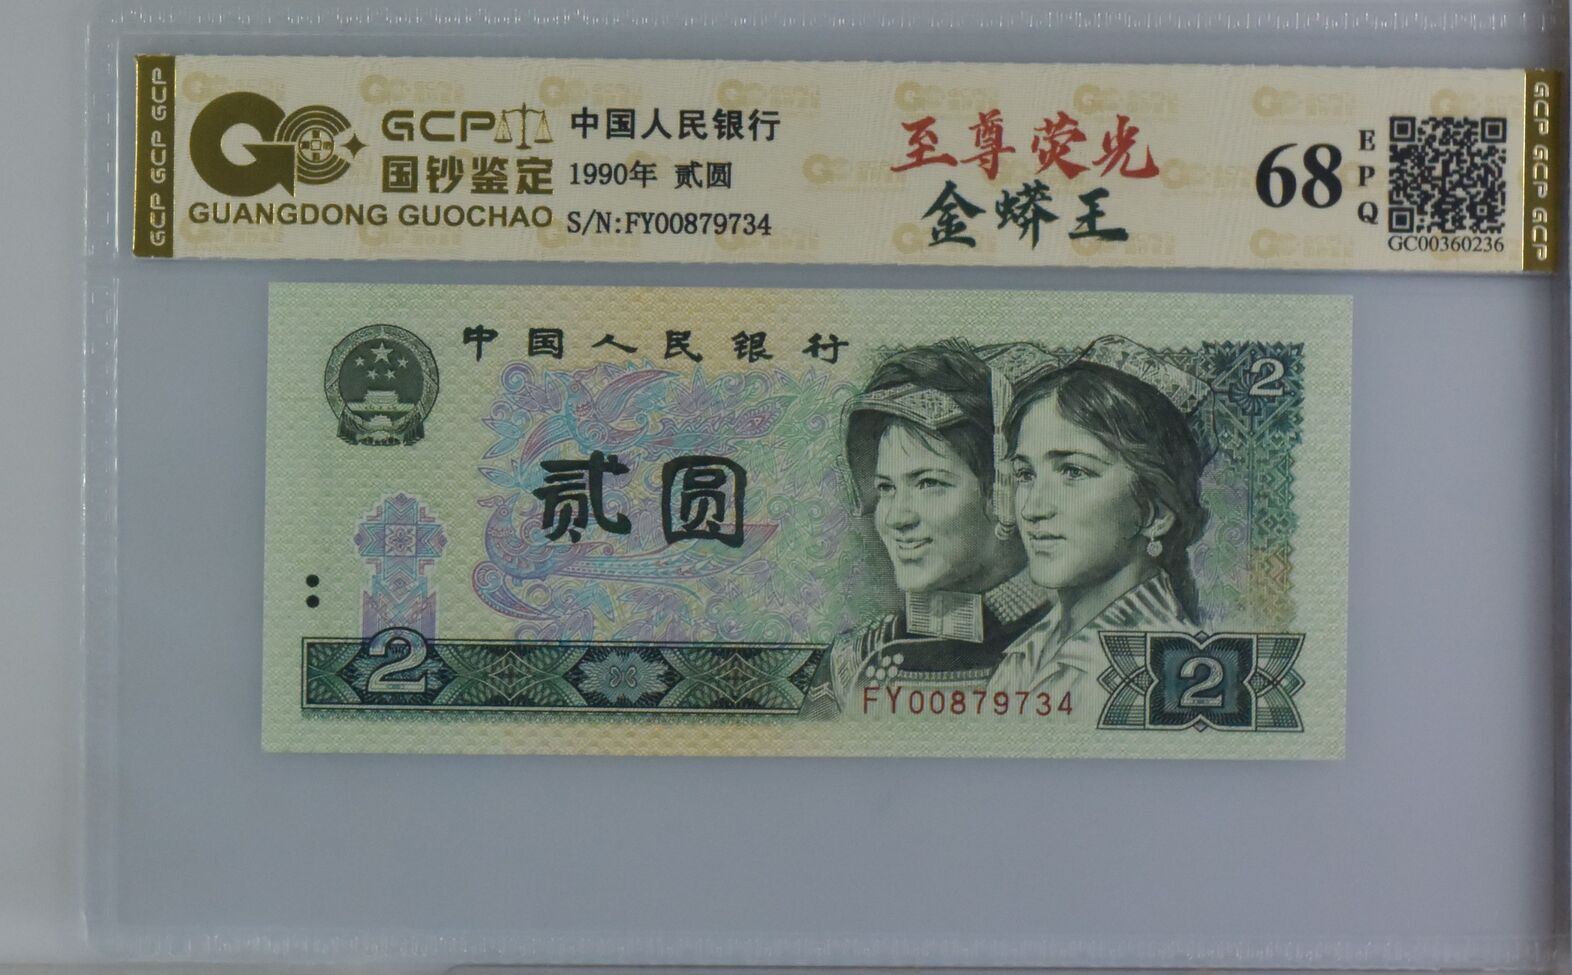 GCP GCP GCP
GCP
国钞鉴定
GUANGDONG GUOCHAO
中国人民银行
1990年 贰圆
S/N:FY00879734
至尊荧光
金蟒王
68
EPQ
GC00360236
GCP GCP GCP
中国人民银行
2
贰圆
2
FY00879734
2